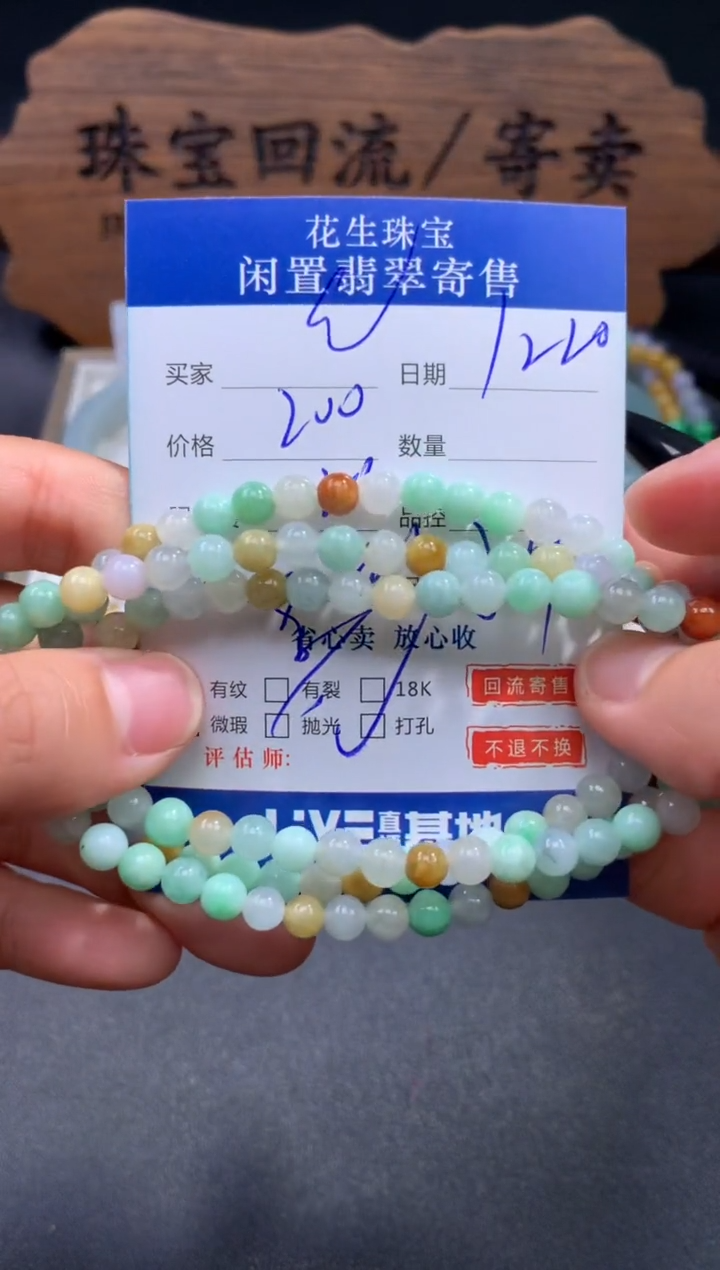 珠宝回流/寄卖
花生珠宝
闲置翡翠寄售
买家
日期 1220
价格 200
数量
品控
省心卖 放心收
有纹 有裂 18K
回流寄售
微瑕 抛光 打孔
不退不换
评估师:
基地